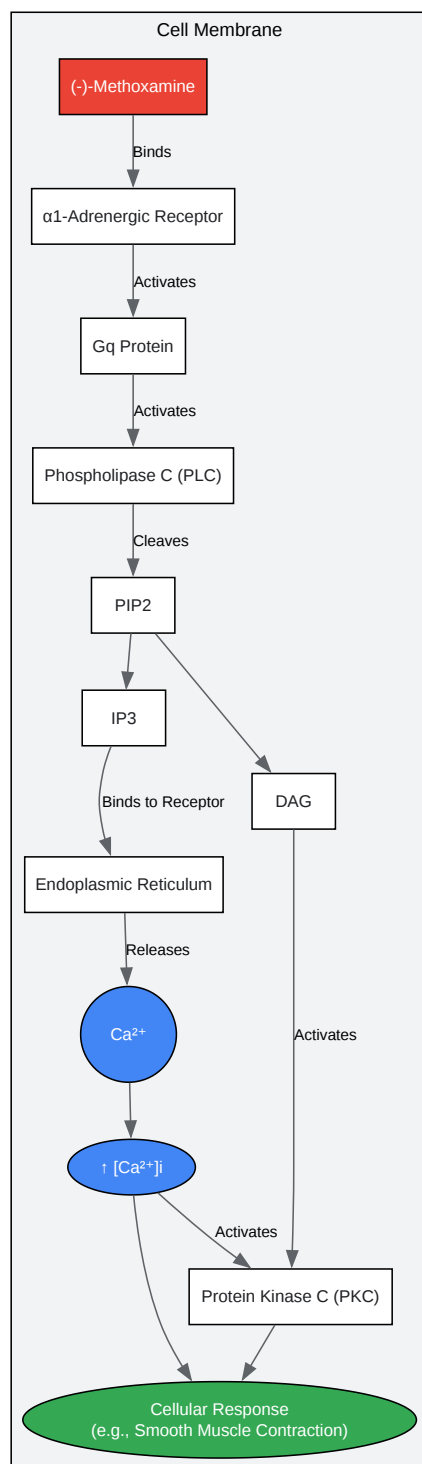 Cell Membrane
(-)-Methoxamine
Binds
α1-Adrenergic Receptor
Activates
Gq Protein
Activates
Phospholipase C (PLC)
Cleaves
PIP2
IP3
DAG
Binds to Receptor
Endoplasmic Reticulum
Releases
Ca²⁺
Activates
↑ [Ca²⁺]i
Activates
Protein Kinase C (PKC)
Cellular Response
(e.g., Smooth Muscle Contraction)